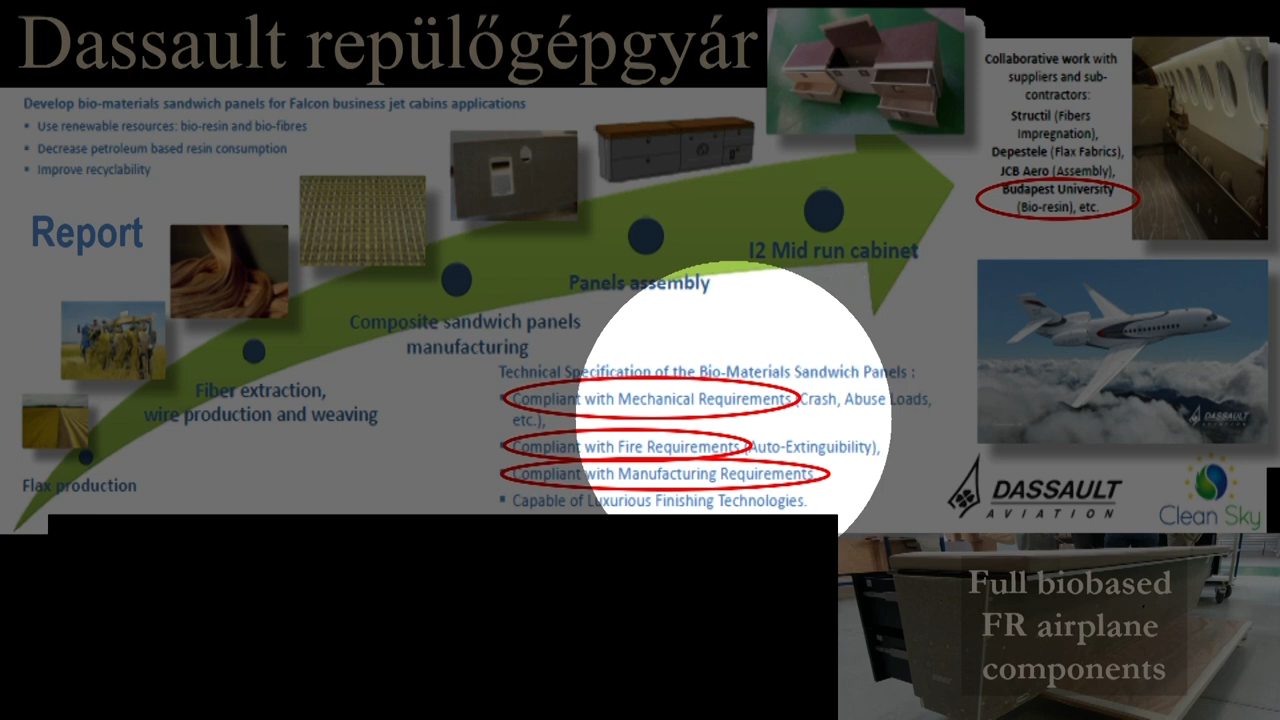 Dassault repülőgépgyár
Develop bio-materials sandwich panels for Falcon business jet cabins applications
▪ Use renewable resources: bio-resin and bio-fibres
▪ Decrease petroleum based resin consumption
▪ Improve recyclability
Report
Collaborative work with
suppliers and sub-
contractors:
Structil (Fibers
Impregnation),
Depestele (Flax Fabrics),
JCB Aero (Assembly),
Budapest University
(Bio-resin), etc.
I2 Mid run cabinet
Panels assembly
Composite sandwich panels
manufacturing
Fiber extraction,
wire production and weaving
Flax production
Technical Specification of the Bio-Materials Sandwich Panels :
▪ Compliant with Mechanical Requirements (Crash, Abuse Loads,
etc.),
▪ Compliant with Fire Requirements (Auto-Extinguibility),
▪ Compliant with Manufacturing Requirements,
▪ Capable of Luxurious Finishing Technologies.
DASSAULT
DASSAULT
AVIATION
Clean Sky
Full biobased
FR airplane
components